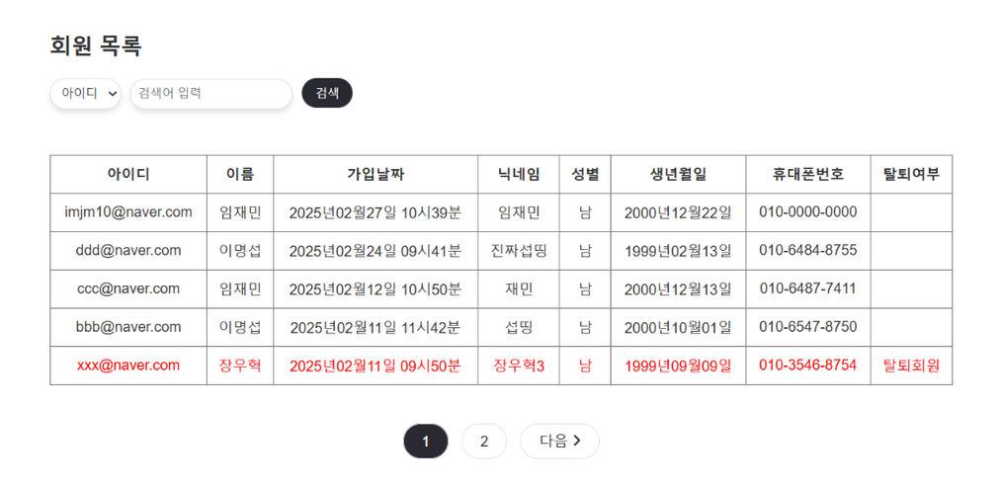 회원 목록
아이디 검색어 입력 검색
아이디 이름 가입날짜 닉네임 성별 생년월일 휴대폰번호 탈퇴여부
imjm10@naver.com 임재민 2025년02월27일 10시39분 임재민 남 2000년12월22일 010-0000-0000
ddd@naver.com 이명섭 2025년02월24일 09시41분 진짜섭띵 남 1999년02월13일 010-6484-8755
ccc@naver.com 임재민 2025년02월12일 10시50분 재민 남 2000년12월13일 010-6487-7411
bbb@naver.com 이명섭 2025년02월11일 11시42분 섭띵 남 2000년10월01일 010-6547-8750
xxx@naver.com 장우혁 2025년02월11일 09시50분 장우혁3 남 1999년09월09일 010-3546-8754 탈퇴회원
1 2 다음